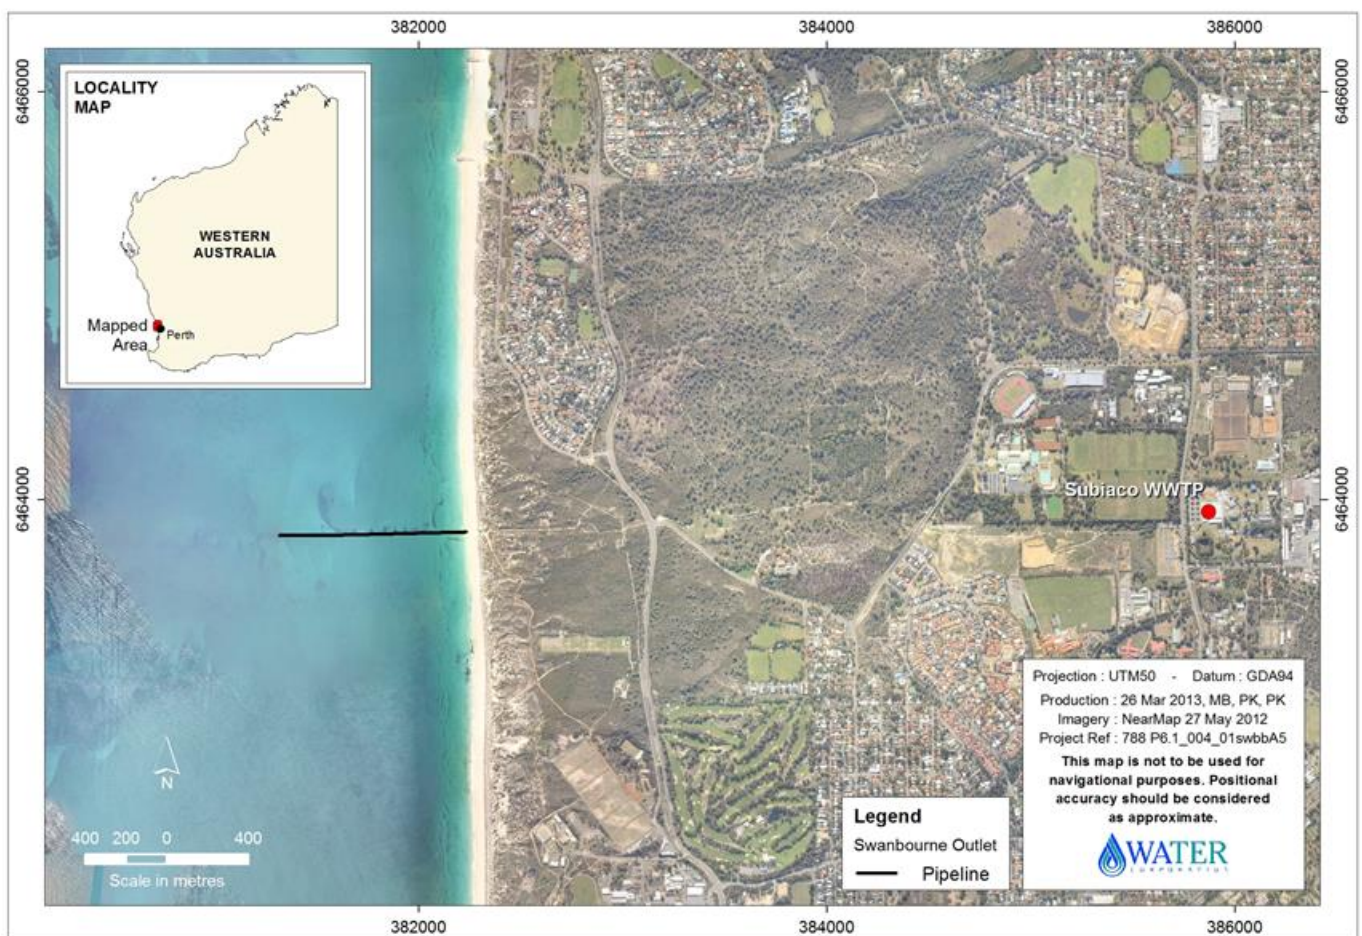 382000
384000
386000
6466000
6466000
LOCALITY
MAP
WESTERN
AUSTRALIA
Mapped
Area
Perth
6464000
6464000
Subiaco WWTP
N
400 200 0 400
Scale in metres
Legend
Swanbourne Outlet
Pipeline
Projection : UTM50 - Datum : GDA94
Production : 26 Mar 2013, MB, PK, PK
Imagery : NearMap 27 May 2012
Project Ref : 788 P6.1_004_01swbbA5
This map is not to be used for
navigational purposes. Positional
accuracy should be considered
as approximate.
WATER
CORPORATION
382000
384000
386000